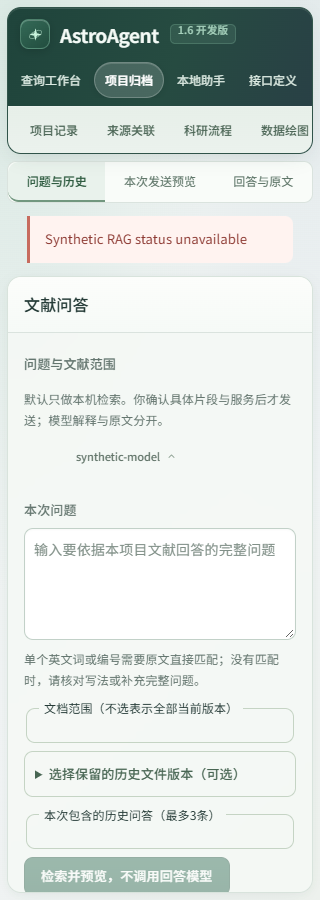 AstroAgent
1.6 开发版
查询工作台
项目归档
本地助手
接口定义
项目记录
来源关联
科研流程
数据绘图
问题与历史
本次发送预览
回答与原文
Synthetic RAG status unavailable
文献问答
问题与文献范围
默认只做本机检索。你确认具体片段与服务后才发
送；模型解释与原文分开。
synthetic-model
本次问题
输入要依据本项目文献回答的完整问题
单个英文词或编号需要原文直接匹配；没有匹配
时，请核对写法或补充完整问题。
文档范围（不选表示全部当前版本）
选择保留的历史文件版本（可选）
本次包含的历史问答（最多3条）
检索并预览，不调用回答模型